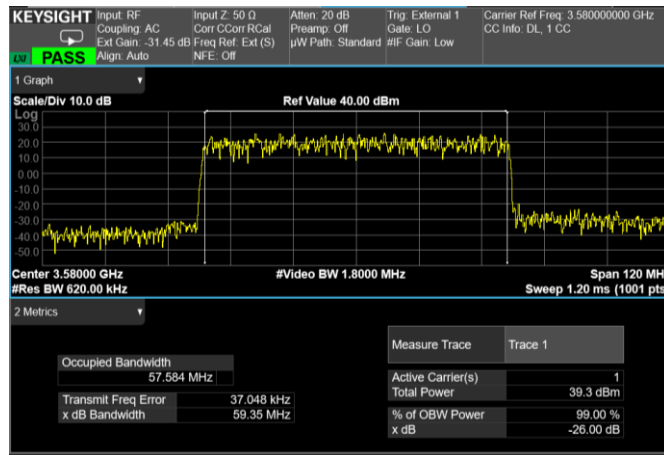 KEYSIGHT Input: RF Input Z: 50 Ω Atten: 20 dB Trig: External 1 Carrier Ref Freq: 3.580000000 GHz
Coupling: AC Corr CCorr RCal Preamp: Off Gate: LO CC Info: DL, 1 CC
Ext Gain: -31.45 dB Freq Ref: Ext (S) µW Path: Standard #IF Gain: Low
LXI PASS Align: Auto NFE: Off
1 Graph
Scale/Div 10.0 dB Ref Value 40.00 dBm
Log
30.0
20.0
10.0
0.00
-10.0
-20.0
-30.0
-40.0
-50.0
Center 3.58000 GHz #Video BW 1.8000 MHz Span 120 MH
#Res BW 620.00 kHz Sweep 1.20 ms (1001 pts
2 Metrics
Measure Trace Trace 1
Occupied Bandwidth
57.584 MHz
Active Carrier(s) 1
Transmit Freq Error 37.048 kHz Total Power 39.3 dBm
x dB Bandwidth 59.35 MHz % of OBW Power 99.00 %
x dB -26.00 dB